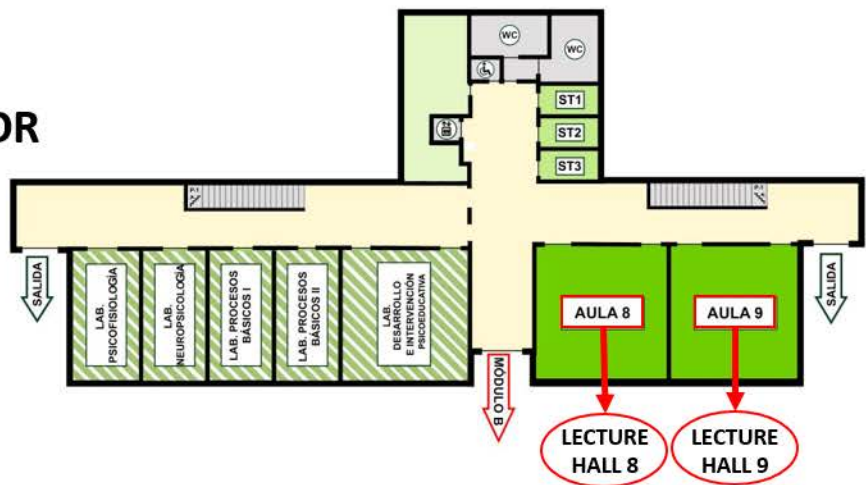 WC
WC
ST1
ST2
ST3
OR
SALIDA
LAB.
PSICOFISIOLOGÍA
LAB.
NEUROPSICOLOGÍA
LAB. PROCESOS
BÁSICOS I
LAB. PROCESOS
BÁSICOS II
LAB.
DESARROLLO
E INTERVENCIÓN
PSICOEDUCATIVA
AULA 8
AULA 9
SALIDA
MÓDULO B
LECTURE
HALL 8
LECTURE
HALL 9